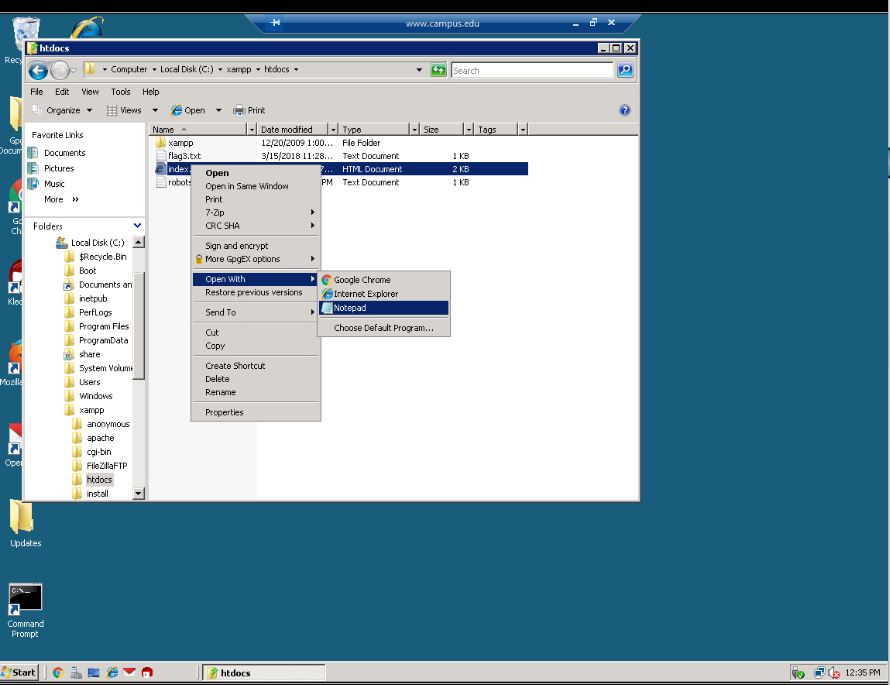 www.campus.edu
htdocs
Computer Local Disk (C:) xampp htdocs
Search
File Edit View Tools Help
Organize Views Open Print
Favorite Links
Documents
Pictures
Music
More »
Folders
Local Disk (C:)
$Recycle.Bin
Boot
Documents an
inetpub
PerfLogs
Program Files
ProgramData
share
System Volume
Users
Windows
xampp
anonymous
apache
cgi-bin
FileZillaFTP
htdocs
install
Name Date modified Type Size Tags
xampp 12/20/2009 1:00... File Folder
flag3.txt 3/15/2018 11:28... Text Document 1 KB
index. 7... HTML Document 2 KB
robots PM Text Document 1 KB
Open
Open in Same Window
Print
7-Zip
CRC SHA
Sign and encrypt
More GpgEX options
Open With
Restore previous versions
Send To
Cut
Copy
Create Shortcut
Delete
Rename
Properties
Google Chrome
Internet Explorer
Notepad
Choose Default Program...
Recy
Gpg
Docum
Go
Ch
Kleo
Mozilla
Open
Updates
Command
Prompt
Start
htdocs
12:35 PM